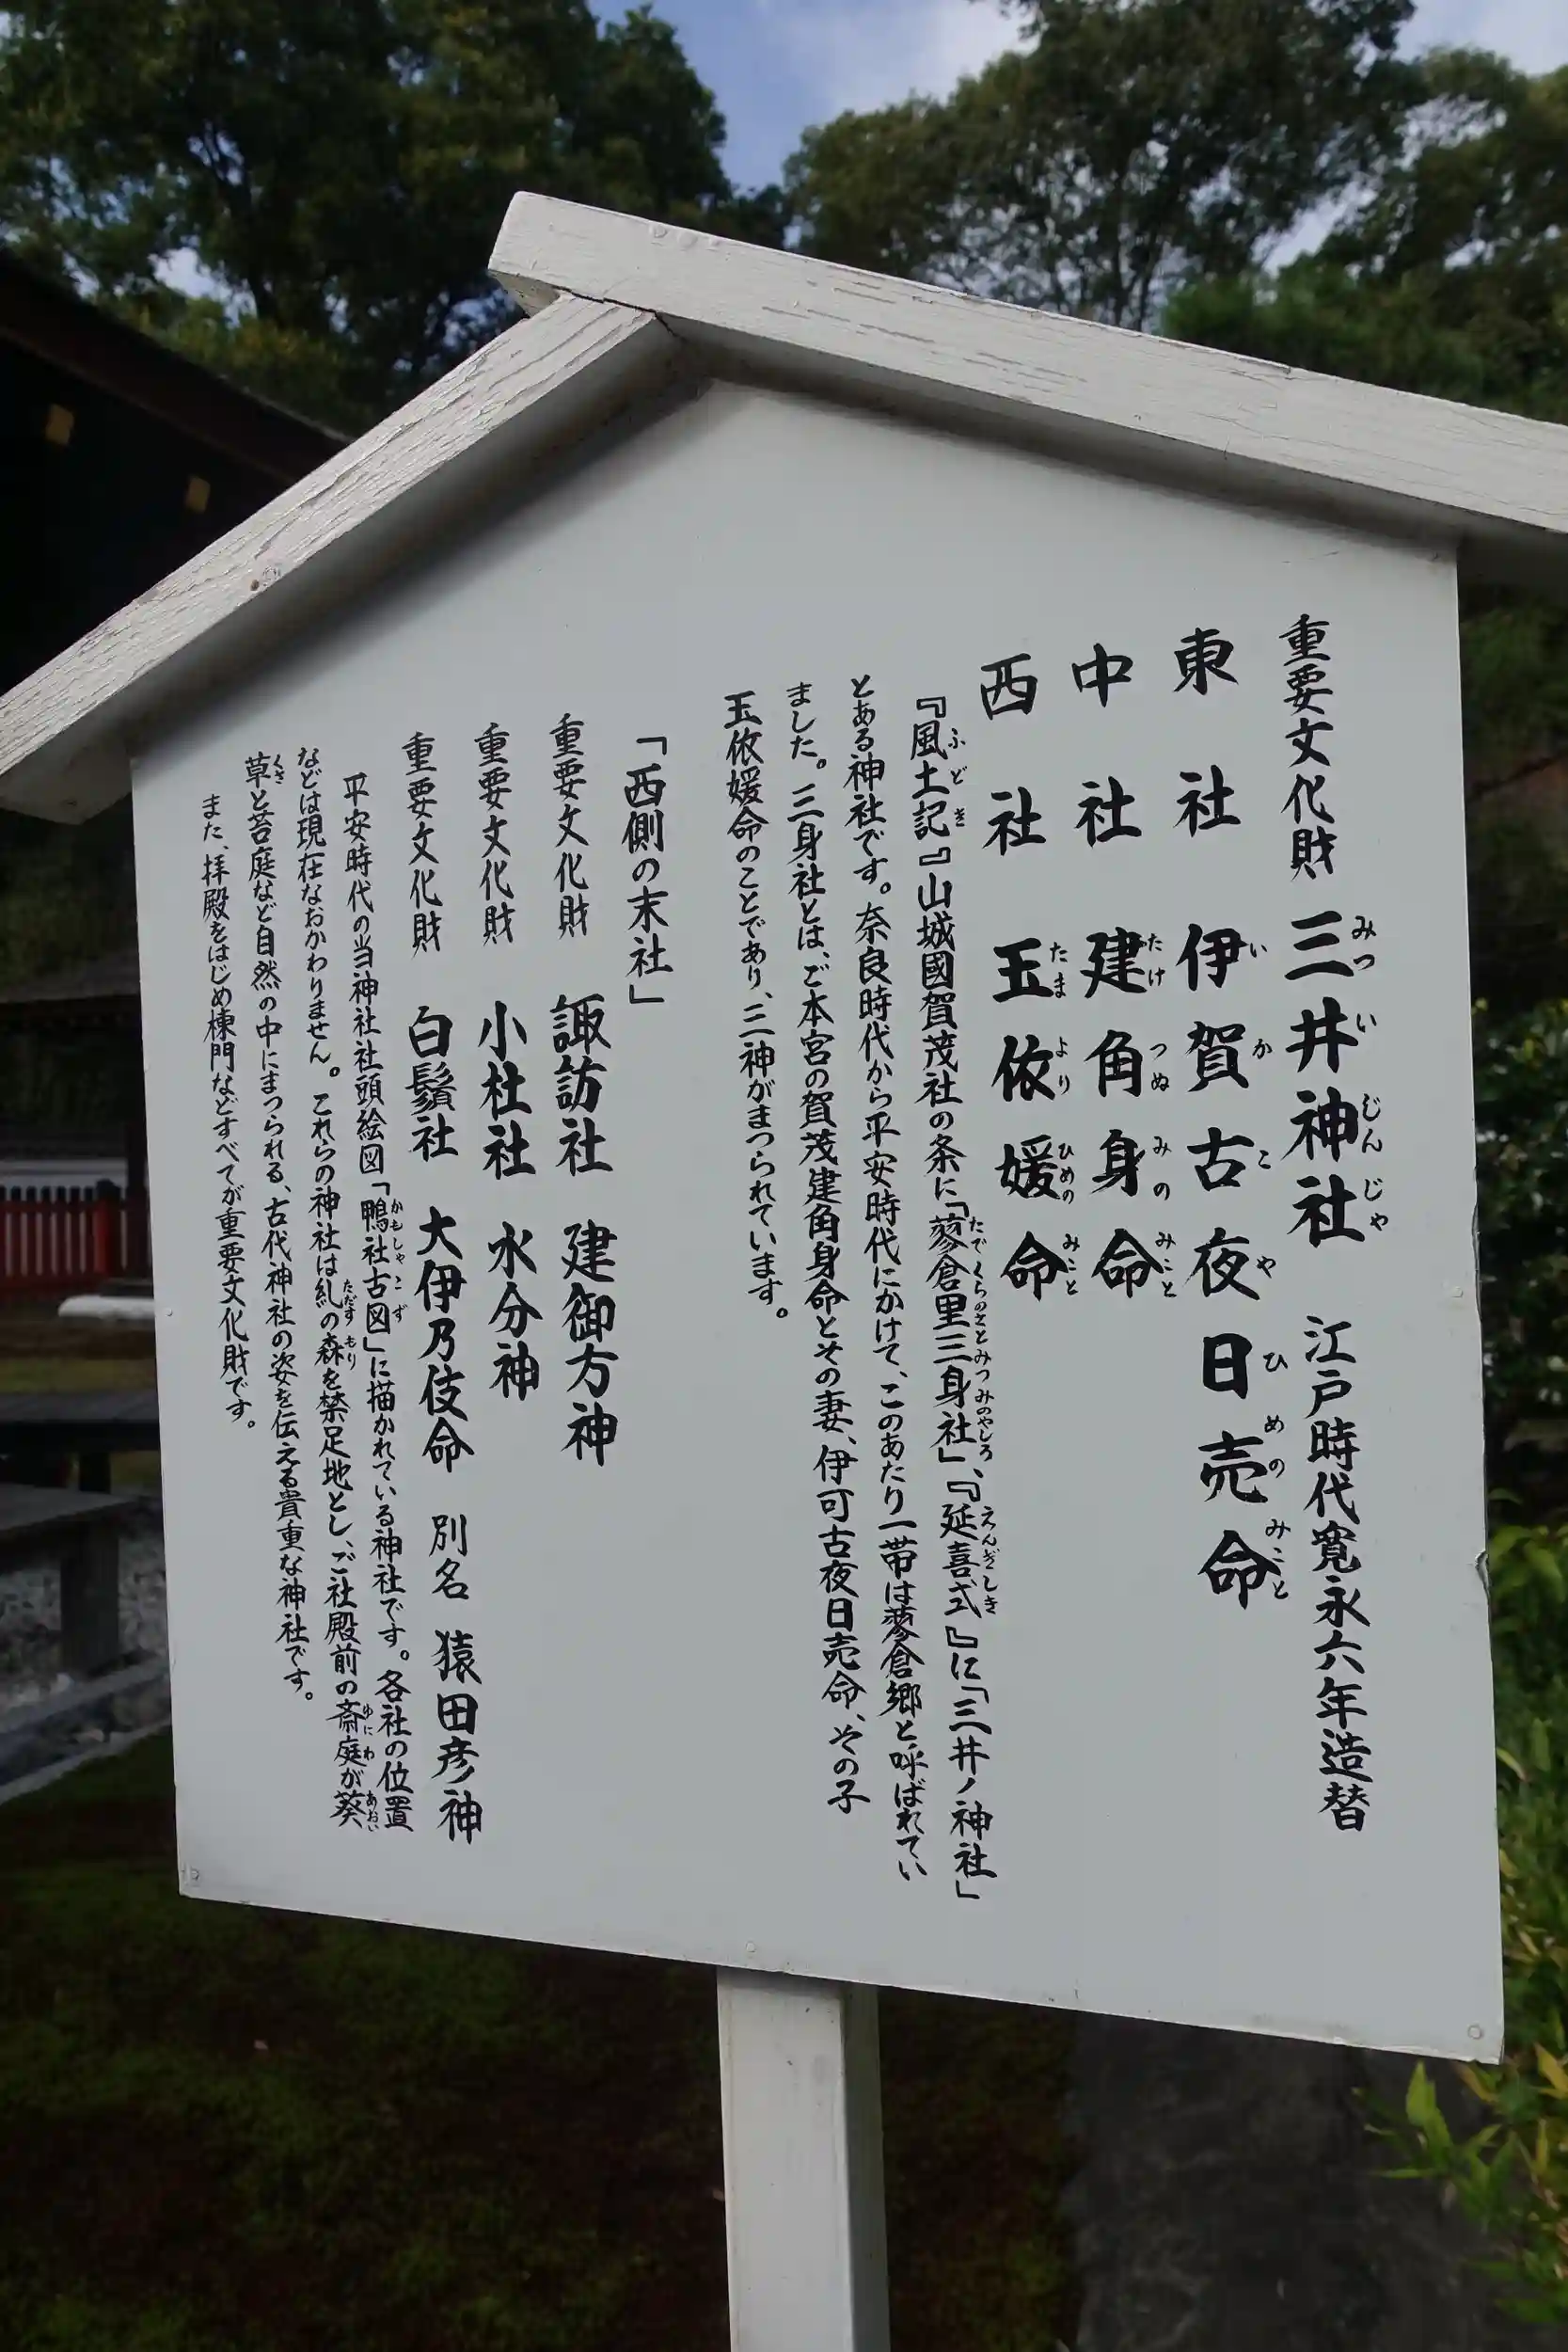 重要文化財 三井神社 江戸時代寛永六年造替
東社 伊賀古夜日売命
中社 建角身命
西社 玉依媛命
『風土記』山城國賀茂社の条に「蓼倉里三身社」、『延喜式』に「三井ノ神社」
とある神社です。奈良時代から平安時代にかけて、このあたり一帯は蓼倉郷と呼ばれてい
ました。三身社とは、ご本宮の賀茂建角身命とその妻、伊可古夜日売命、その子
玉依媛命のことであり、三神がまつられています。
「西側の末社」
重要文化財 諏訪社 建御方神
重要文化財 小杜社 水分神
重要文化財 白鬚社 大伊乃伎命 別名 猿田彦神
平安時代の当神社社頭絵図「鴨社古図」に描かれている神社です。各社の位置
などは現在なおかわりません。これらの神社は糺の森を禁足地とし、ご社殿前の斎庭が葵
草と苔庭など自然の中にまつられる、古代神社の姿を伝える貴重な神社です。
また、拝殿をはじめ棟門などすべてが重要文化財です。